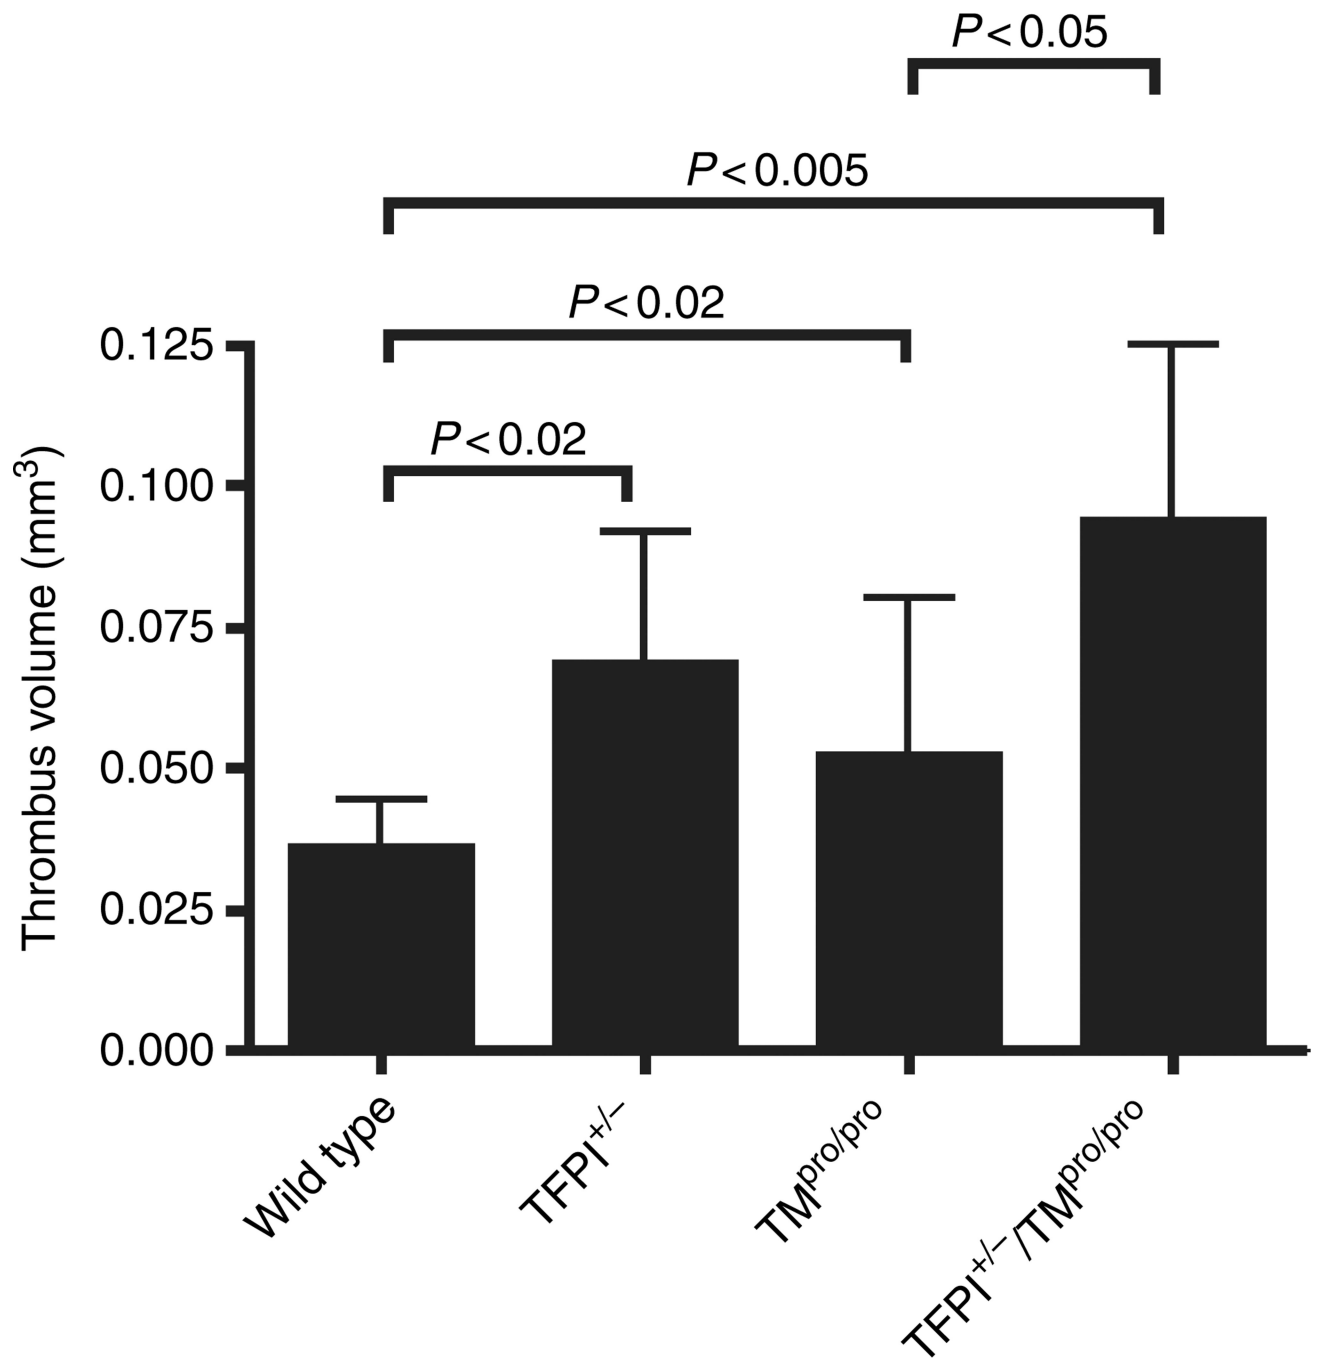 P<0.05
P<0.005
P<0.02
P<0.02
Thrombus volume (mm³)
0.125
0.100
0.075
0.050
0.025
0.000
Wild type
TFPI⁺/⁻
TMᵖʳᵒ/ᵖʳᵒ
TFPI⁺/⁻/TMᵖʳᵒ/ᵖʳᵒ